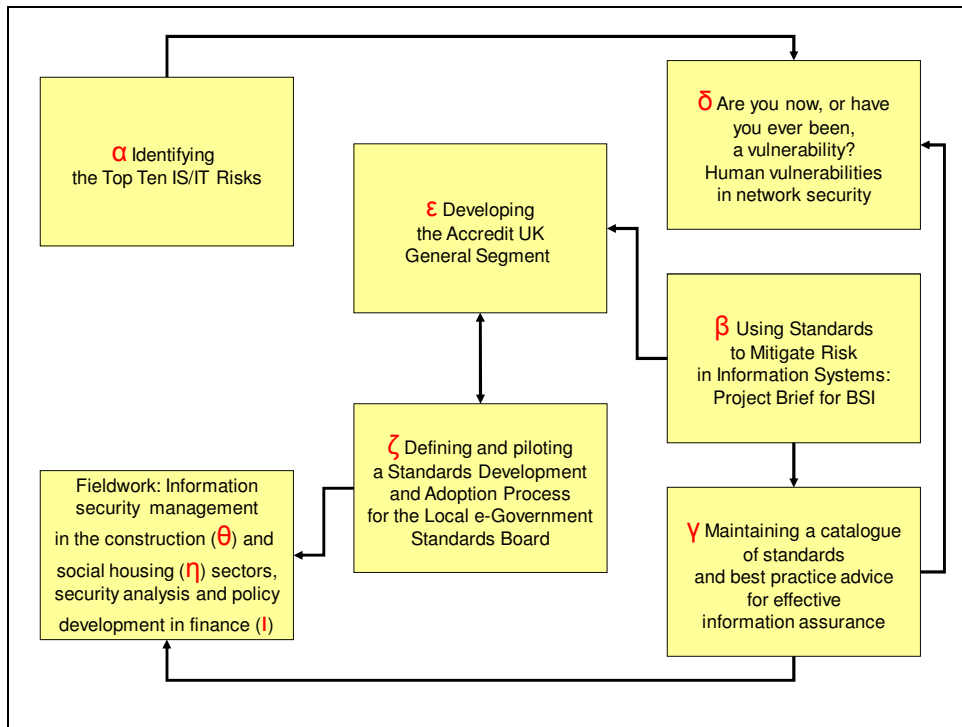 α Identifying
the Top Ten IS/IT Risks
δ Are you now, or have
you ever been,
a vulnerability?
Human vulnerabilities
in network security
ε Developing
the Accredit UK
General Segment
β Using Standards
to Mitigate Risk
in Information Systems:
Project Brief for BSI
ζ Defining and piloting
a Standards Development
and Adoption Process
for the Local e-Government
Standards Board
Fieldwork: Information
security management
in the construction (θ) and
social housing (η) sectors,
security analysis and policy
development in finance (ι)
γ Maintaining a catalogue
of standards
and best practice advice
for effective
information assurance